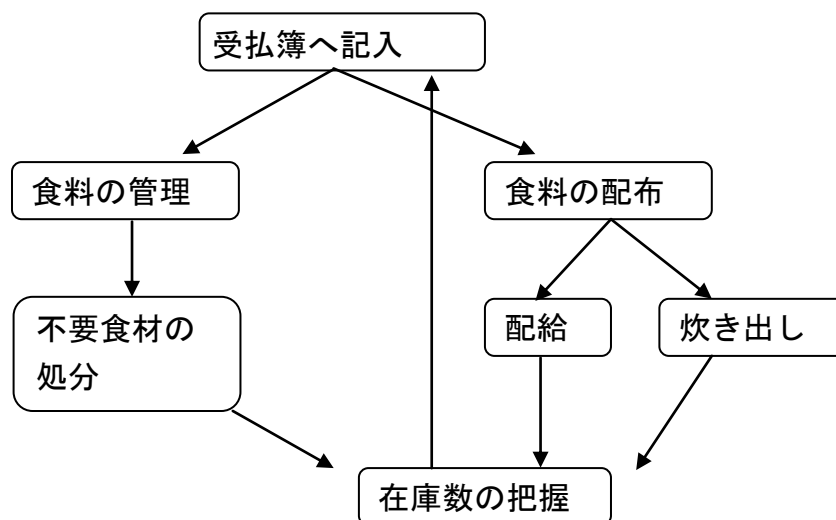 受払簿へ記入
食料の管理
食料の配布
不要食材の
処分
配給
炊き出し
在庫数の把握